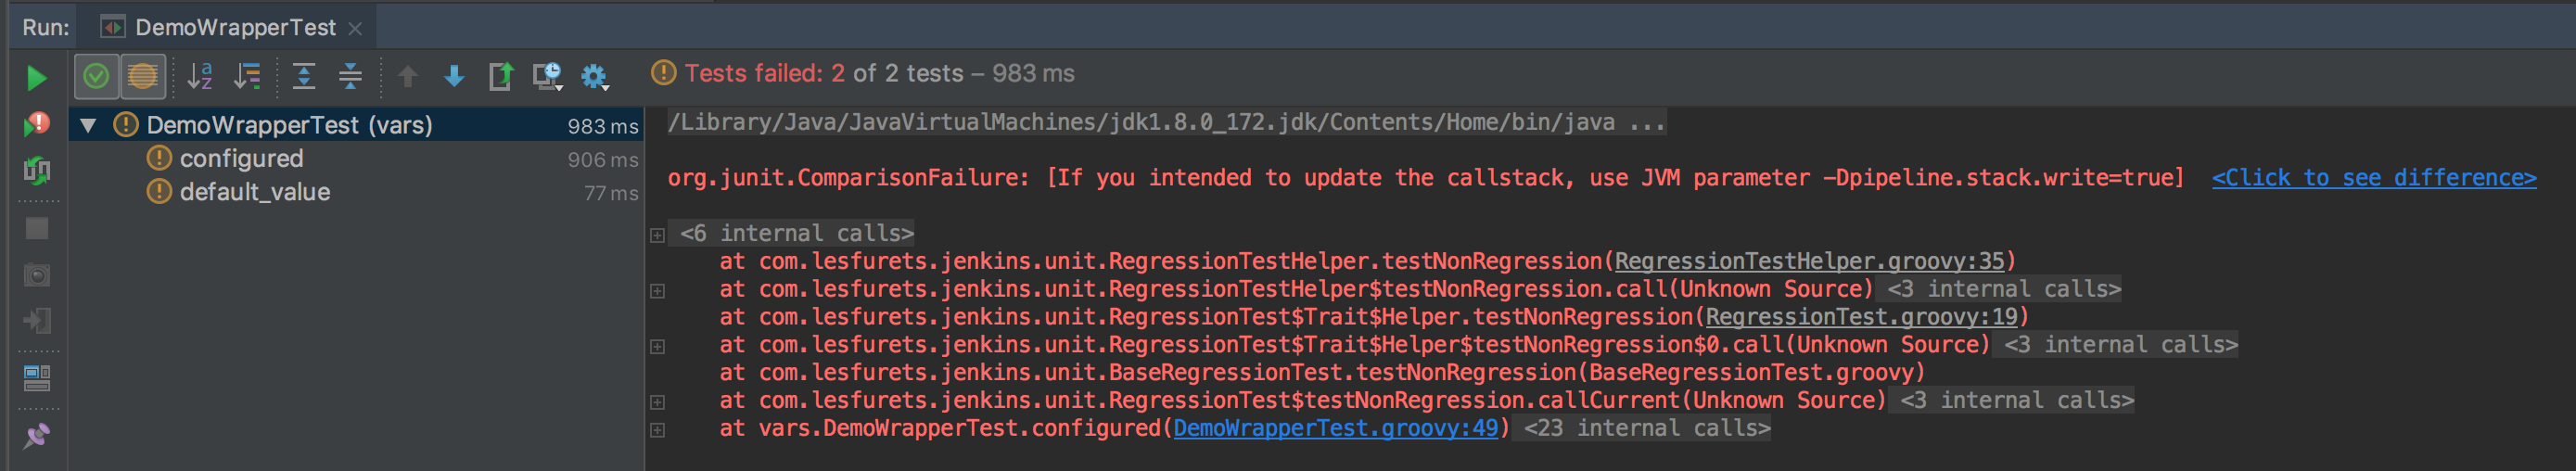 Run: DemoWrapperTest
Tests failed: 2 of 2 tests – 983 ms
DemoWrapperTest (vars) 983 ms
configured 906 ms
default_value 77 ms
/Library/Java/JavaVirtualMachines/jdk1.8.0_172.jdk/Contents/Home/bin/java ...
org.junit.ComparisonFailure: [If you intended to update the callstack, use JVM parameter -Dpipeline.stack.write=true] <Click to see difference>
<6 internal calls>
at com.lesfurets.jenkins.unit.RegressionTestHelper.testNonRegression(RegressionTestHelper.groovy:35)
at com.lesfurets.jenkins.unit.RegressionTestHelper$testNonRegression.call(Unknown Source) <3 internal calls>
at com.lesfurets.jenkins.unit.RegressionTest$Trait$Helper.testNonRegression(RegressionTest.groovy:19)
at com.lesfurets.jenkins.unit.RegressionTest$Trait$Helper$testNonRegression$0.call(Unknown Source) <3 internal calls>
at com.lesfurets.jenkins.unit.BaseRegressionTest.testNonRegression(BaseRegressionTest.groovy)
at com.lesfurets.jenkins.unit.RegressionTest$testNonRegression.callCurrent(Unknown Source) <3 internal calls>
at vars.DemoWrapperTest.configured(DemoWrapperTest.groovy:49) <23 internal calls>